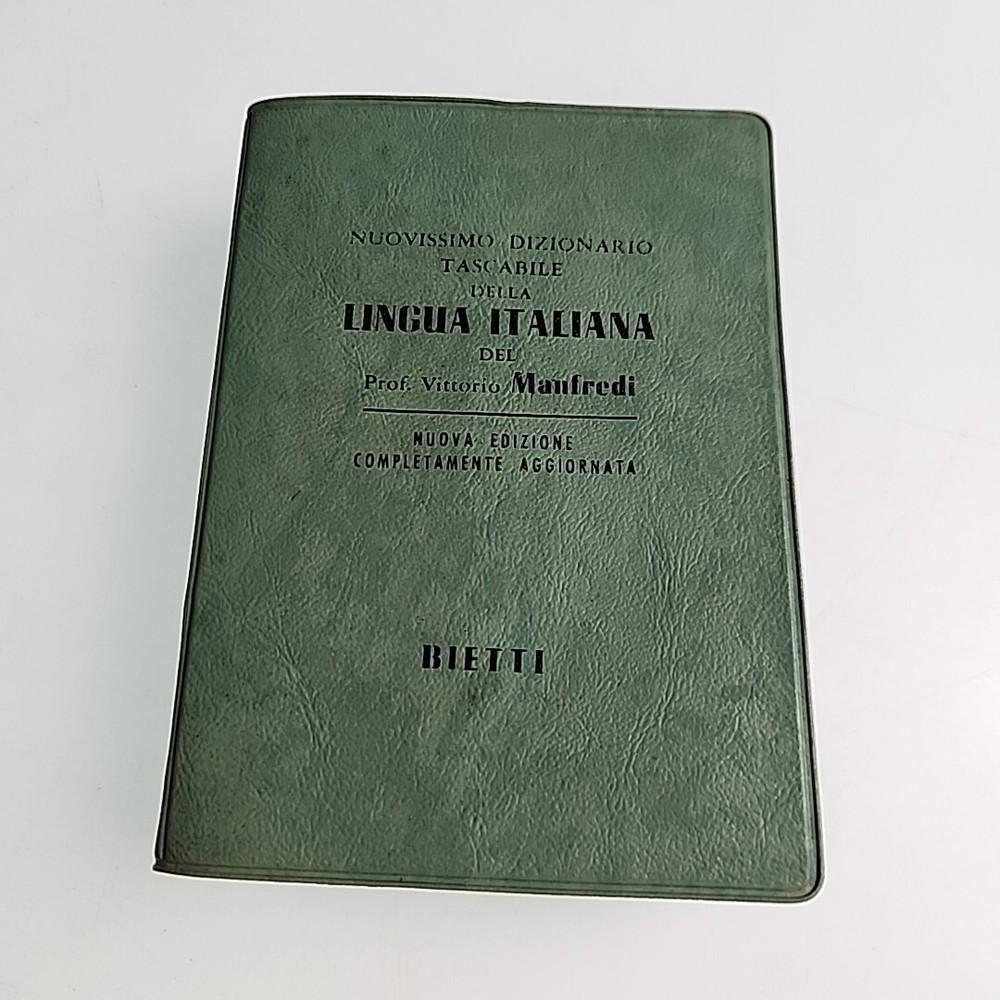 NUOVISSIMO DIZIONARIO
TASCABILE
DELLA
LINGUA ITALIANA
DEL
Prof. Vittorio Manfredi
NUOVA EDIZIONE
COMPLETAMENTE AGGIORNATA
BIETTI